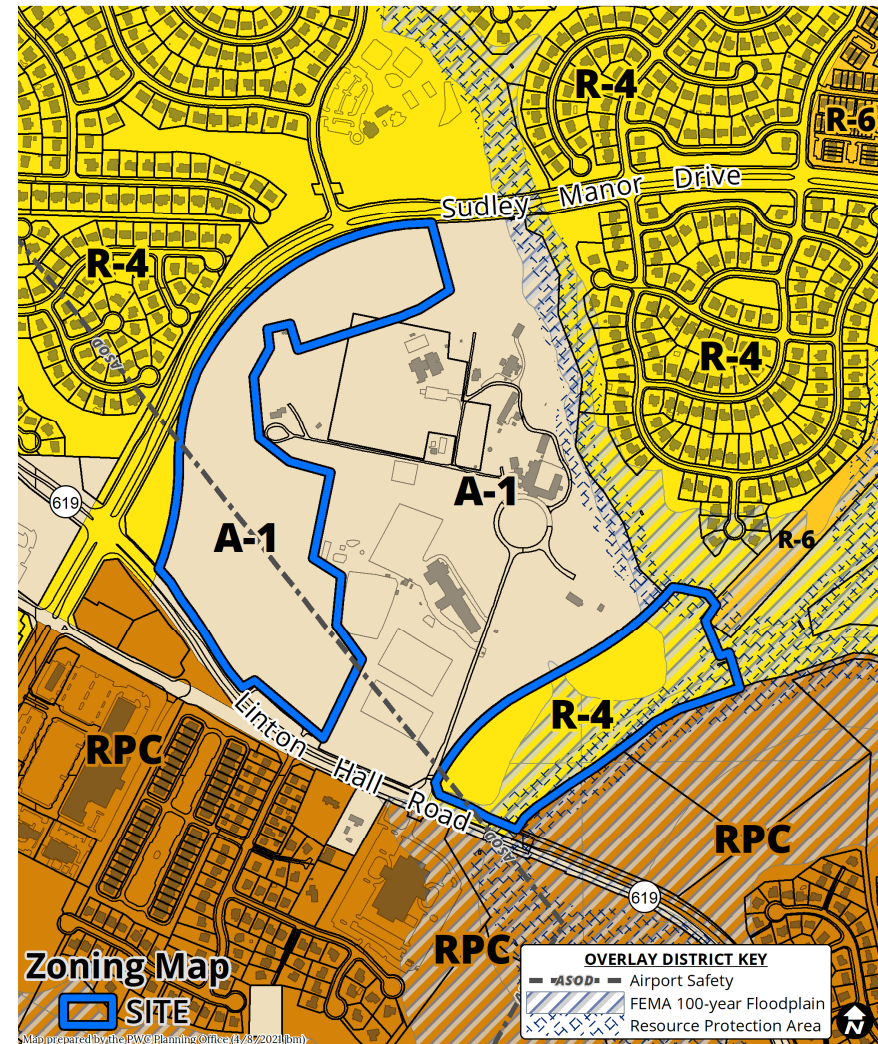 R-4
R-6
Sudley Manor Drive
R-4
ASOD
R-4
619
A-1
A-1
R-6
R-4
Linton Hall Road
RPC
ASOD
RPC
619
RPC
Zoning Map
SITE
OVERLAY DISTRICT KEY
ASOD Airport Safety
FEMA 100-year Floodplain
Resource Protection Area
N
Map prepared by the PWC Planning Office (4/8/2021 bm)